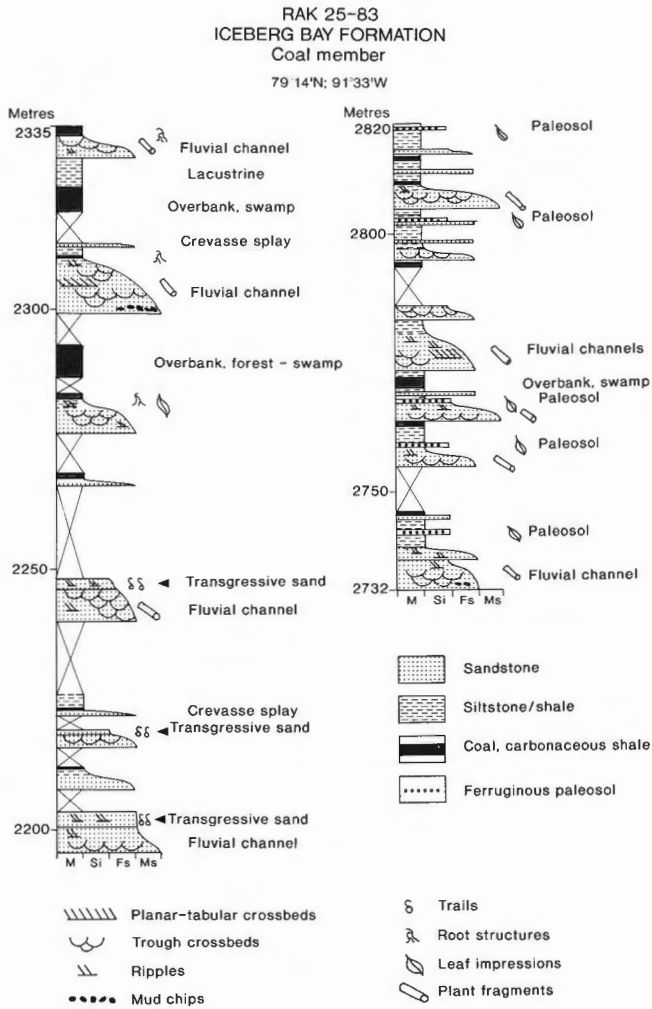 RAK 25-83
ICEBERG BAY FORMATION
Coal member
79°14'N; 91°33'W
Metres
2335
Fluvial channel
Lacustrine
Overbank, swamp
Crevasse splay
Fluvial channel
2300
Overbank, forest - swamp
2250
Transgressive sand
Fluvial channel
Crevasse splay
Transgressive sand
Transgressive sand
2200
Fluvial channel
M Si Fs Ms
Metres
2820
Paleosol
Paleosol
2800
Fluvial channels
Overbank, swamp
Paleosol
Paleosol
2750
Paleosol
Fluvial channel
2732
M Si Fs Ms
Sandstone
Siltstone/shale
Coal, carbonaceous shale
Ferruginous paleosol
Planar-tabular crossbeds
Trough crossbeds
Ripples
Mud chips
Trails
Root structures
Leaf impressions
Plant fragments